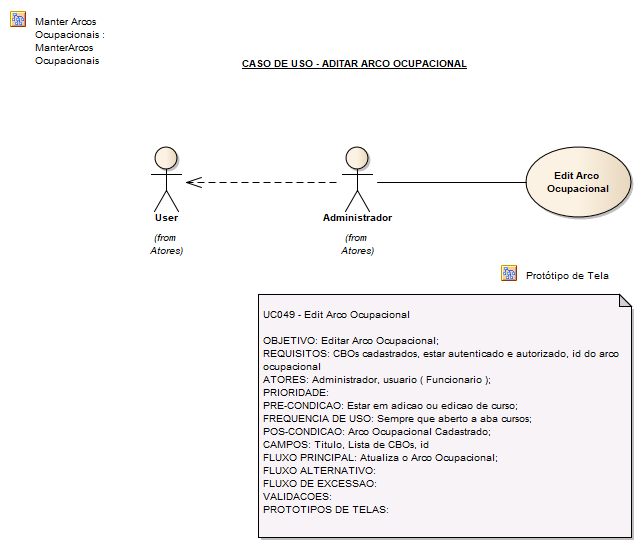 Manter Arcos
Ocupacionais :
ManterArcos
Ocupacionais
CASO DE USO - ADITAR ARCO OCUPACIONAL
User
(from
Atores)
Administrador
(from
Atores)
Edit Arco
Ocupacional
Protótipo de Tela
UC049 - Edit Arco Ocupacional
OBJETIVO: Editar Arco Ocupacional;
REQUISITOS: CBOs cadastrados, estar autenticado e autorizado, id do arco
ocupacional
ATORES: Administrador, usuario ( Funcionario );
PRIORIDADE:
PRE-CONDICAO: Estar em adicao ou edicao de curso;
FREQUENCIA DE USO: Sempre que aberto a aba cursos;
POS-CONDICAO: Arco Ocupacional Cadastrado;
CAMPOS: Titulo, Lista de CBOs, id
FLUXO PRINCIPAL: Atualiza o Arco Ocupacional;
FLUXO ALTERNATIVO:
FLUXO DE EXCESSAO:
VALIDACOES:
PROTOTIPOS DE TELAS: